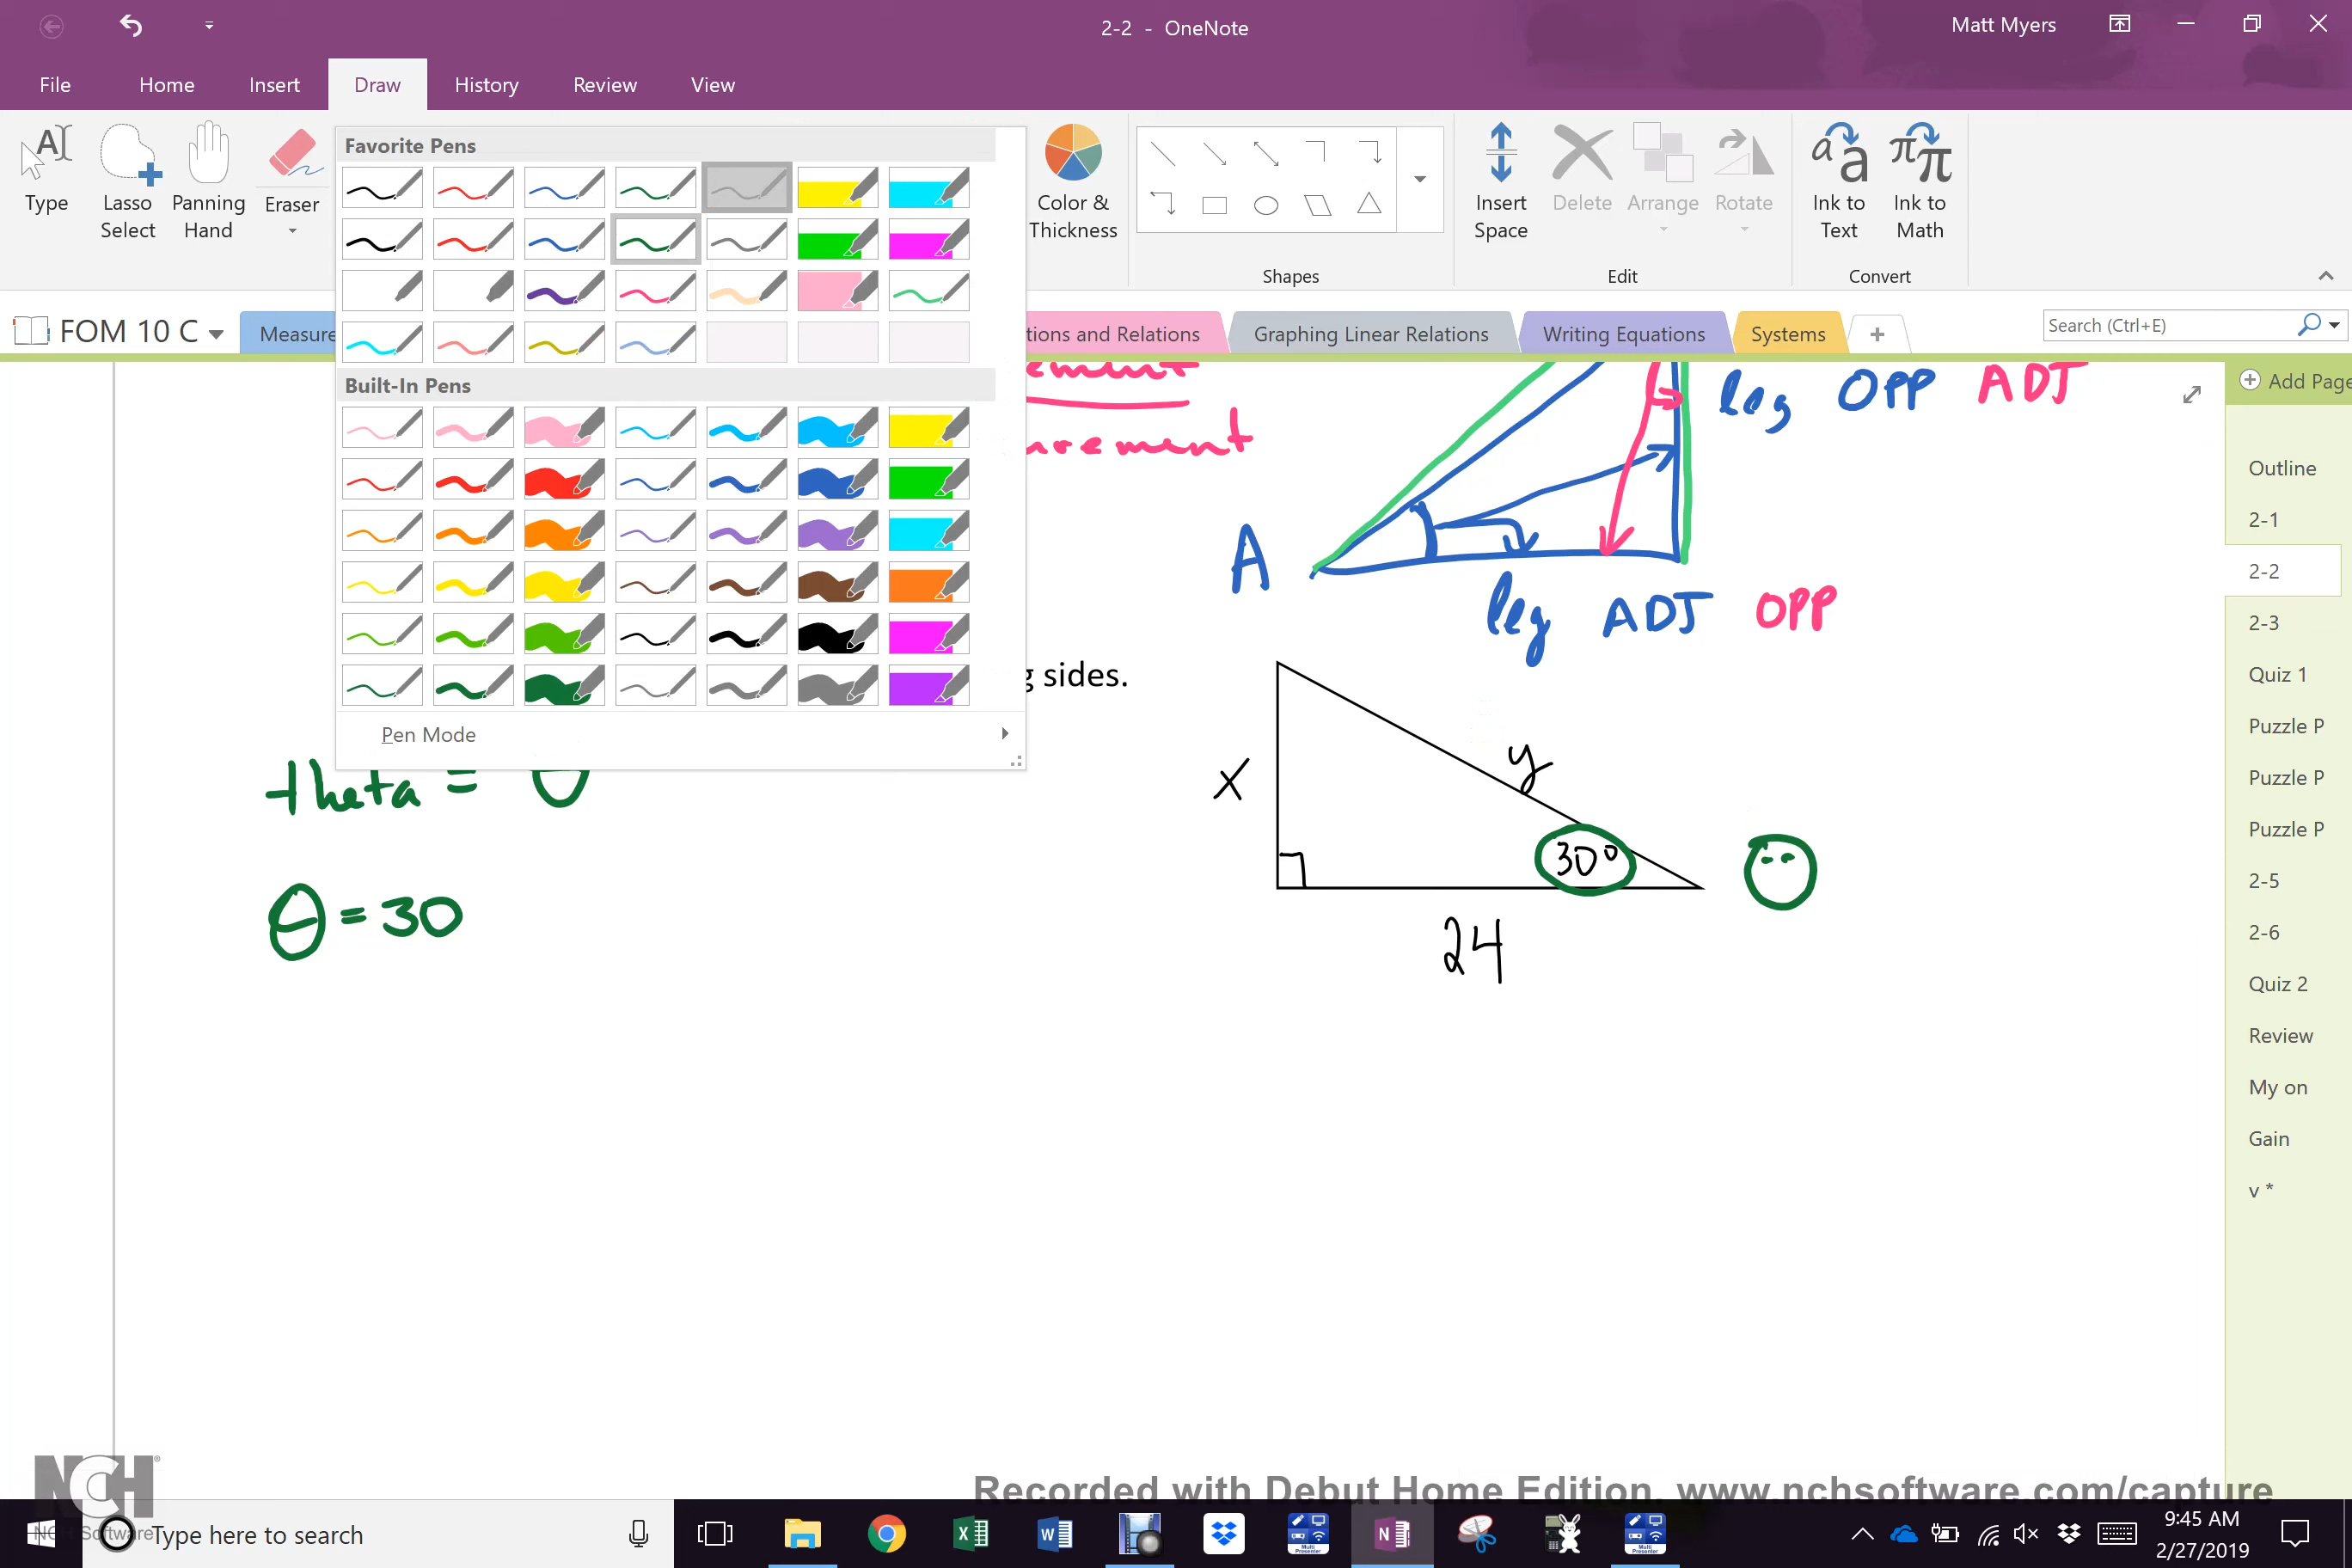 2-2 - OneNote
Matt Myers
File Home Insert Draw History Review View
Type
Lasso Select
Panning Hand
Eraser
Favorite Pens
Built-In Pens
Pen Mode
Color & Thickness
Shapes
Insert Space
Delete
Arrange
Rotate
Edit
Ink to Text
Ink to Math
Convert
FOM 10 C
Measure
tions and Relations
Graphing Linear Relations
Writing Equations
Systems
Search (Ctrl+E)
Add Page
Outline
2-1
2-2
2-3
Quiz 1
Puzzle P
Puzzle P
Puzzle P
2-5
2-6
Quiz 2
Review
My on
Gain
v *
ement
urement
leg OPP ADJ
A
leg ADJ OPP
g sides.
theta = θ
θ = 30
x
y
30°
24
NCH®
NCH Software
Recorded with Debut Home Edition. www.nchsoftware.com/capture
Type here to search
9:45 AM
2/27/2019